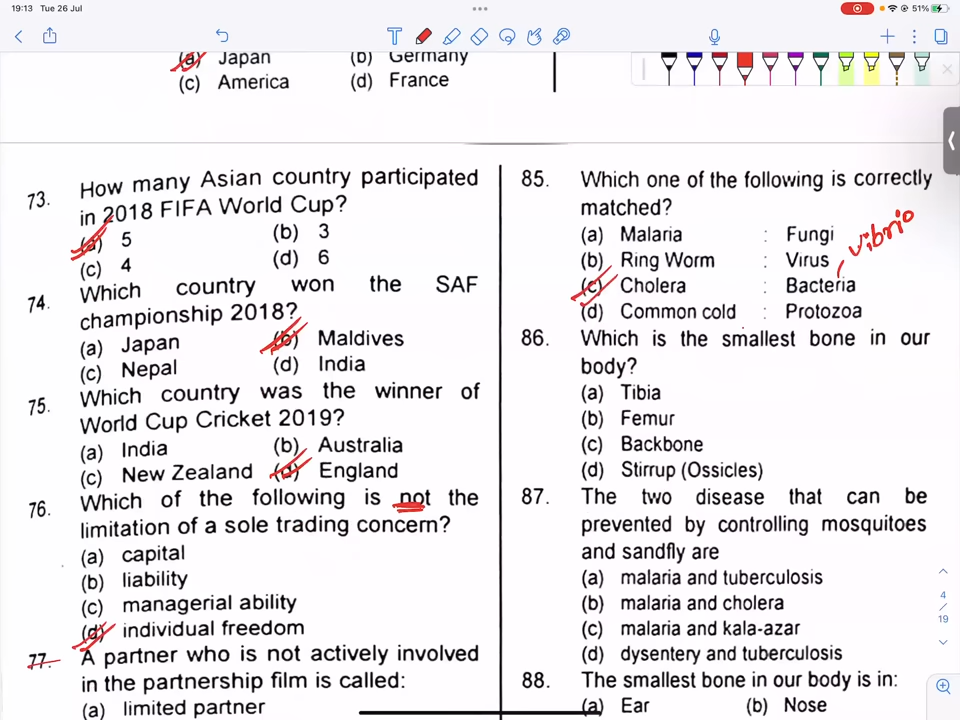 19:13 Tue 26 Jul
51%
T
(a) Japan (b) Germany
(c) America (d) France
73. How many Asian country participated
in 2018 FIFA World Cup?
(a) 5 (b) 3
(c) 4 (d) 6
74. Which country won the SAF
championship 2018?
(a) Japan (b) Maldives
(c) Nepal (d) India
75. Which country was the winner of
World Cup Cricket 2019?
(a) India (b) Australia
(c) New Zealand (d) England
76. Which of the following is not the
limitation of a sole trading concern?
(a) capital
(b) liability
(c) managerial ability
(d) individual freedom
77. A partner who is not actively involved
in the partnership film is called:
(a) limited partner
85. Which one of the following is correctly
matched?
(a) Malaria : Fungi
(b) Ring Worm : Virus
vibrio
(c) Cholera : Bacteria
(d) Common cold : Protozoa
86. Which is the smallest bone in our
body?
(a) Tibia
(b) Femur
(c) Backbone
(d) Stirrup (Ossicles)
87. The two disease that can be
prevented by controlling mosquitoes
and sandfly are
(a) malaria and tuberculosis
(b) malaria and cholera
(c) malaria and kala-azar
(d) dysentery and tuberculosis
88. The smallest bone in our body is in:
(a) Ear (b) Nose
4
/
19